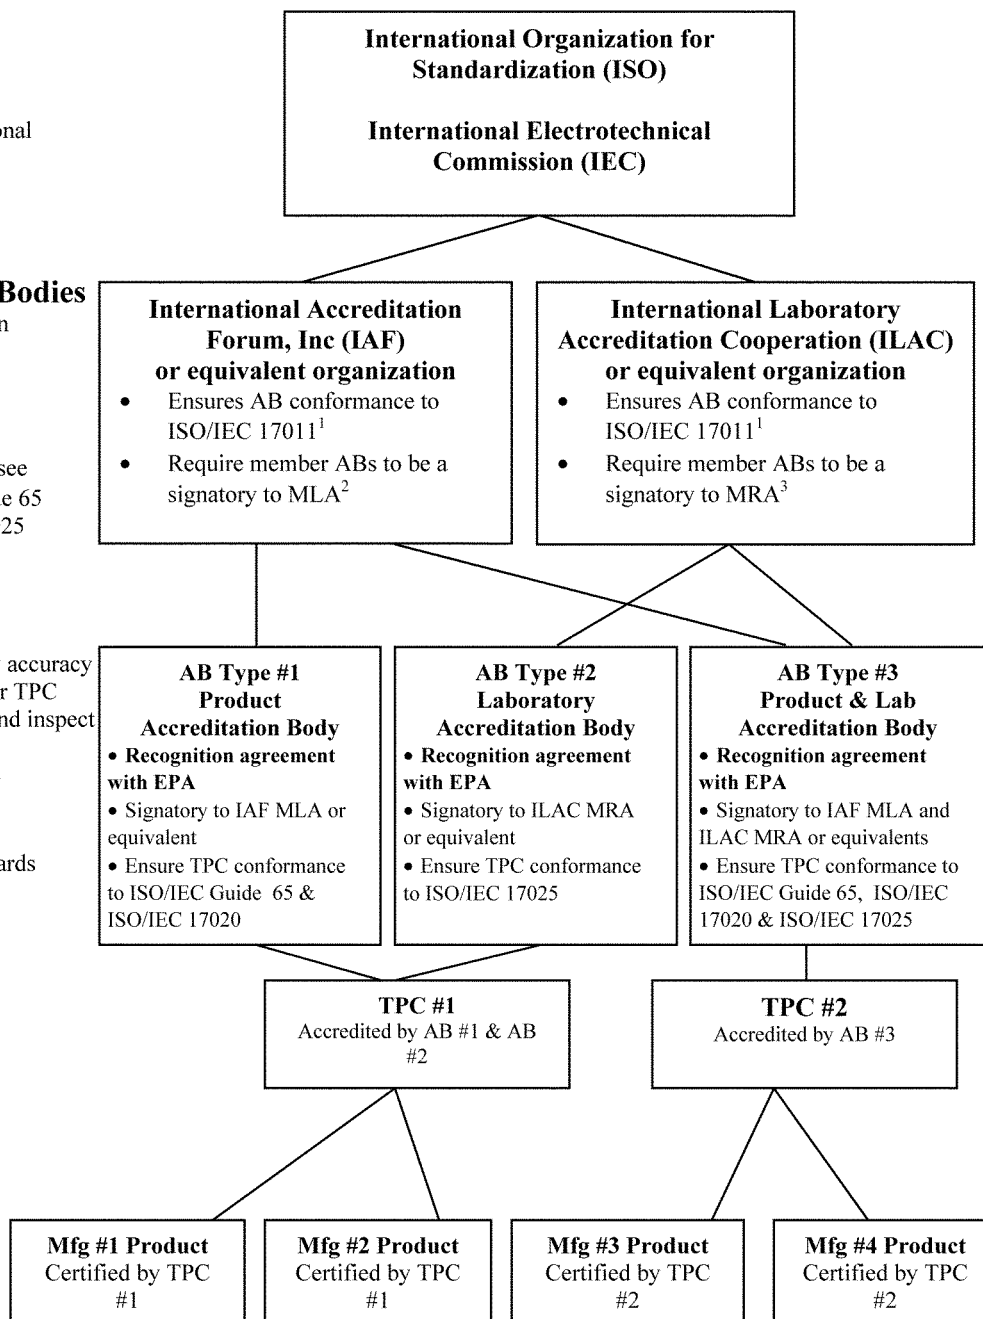 International Organization for
Standardization (ISO)
International Electrotechnical
Commission (IEC)
onal
Bodies
n
see
e 65
25
International Accreditation
Forum, Inc (IAF)
or equivalent organization
• Ensures AB conformance to
ISO/IEC 17011¹
• Require member ABs to be a
signatory to MLA²
International Laboratory
Accreditation Cooperation (ILAC)
or equivalent organization
• Ensures AB conformance to
ISO/IEC 17011¹
• Require member ABs to be a
signatory to MRA³
accuracy
r TPC
nd inspect
ards
AB Type #1
Product
Accreditation Body
• Recognition agreement
with EPA
• Signatory to IAF MLA or
equivalent
• Ensure TPC conformance
to ISO/IEC Guide 65 &
ISO/IEC 17020
AB Type #2
Laboratory
Accreditation Body
• Recognition agreement
with EPA
• Signatory to ILAC MRA
or equivalent
• Ensure TPC conformance
to ISO/IEC 17025
AB Type #3
Product & Lab
Accreditation Body
• Recognition agreement
with EPA
• Signatory to IAF MLA and
ILAC MRA or equivalents
• Ensure TPC conformance to
ISO/IEC Guide 65, ISO/IEC
17020 & ISO/IEC 17025
TPC #1
Accredited by AB #1 & AB
#2
TPC #2
Accredited by AB #3
Mfg #1 Product
Certified by TPC
#1
Mfg #2 Product
Certified by TPC
#1
Mfg #3 Product
Certified by TPC
#2
Mfg #4 Product
Certified by TPC
#2